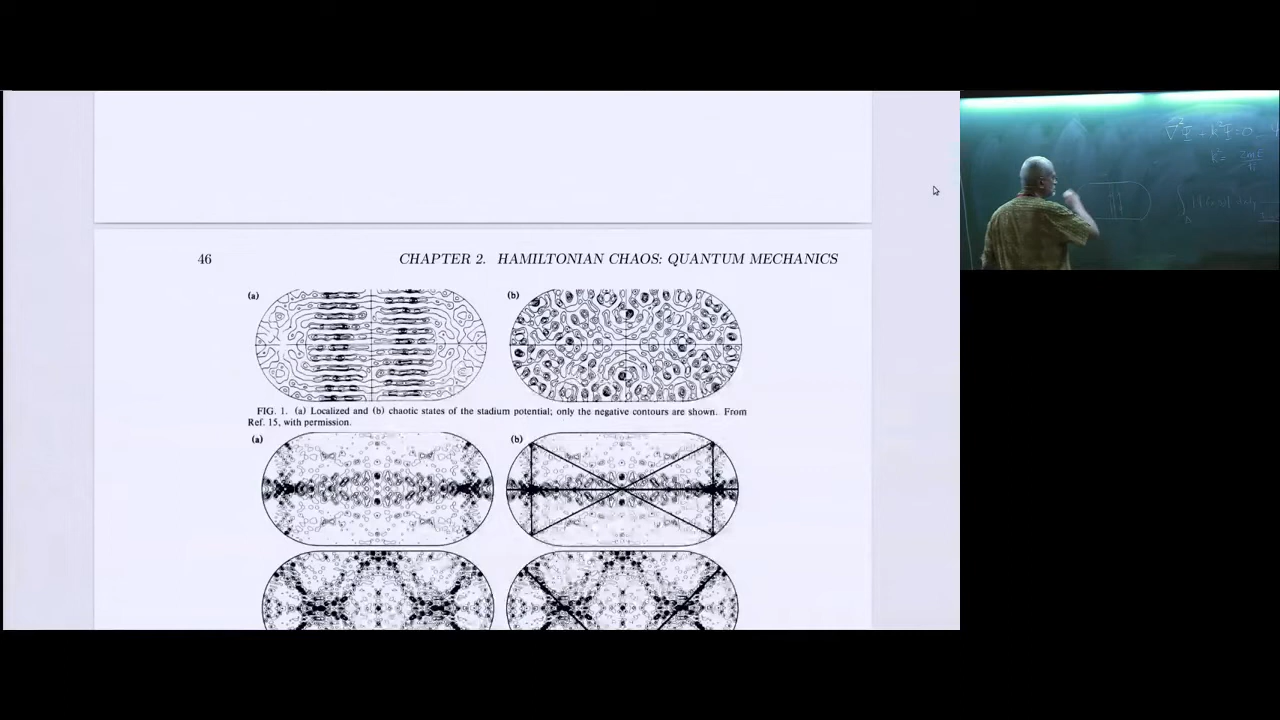 46 CHAPTER 2. HAMILTONIAN CHAOS: QUANTUM MECHANICS
(a) (b)
FIG. 1. (a) Localized and (b) chaotic states of the stadium potential; only the negative contours are shown. From
Ref. 15, with permission.
(a) (b)